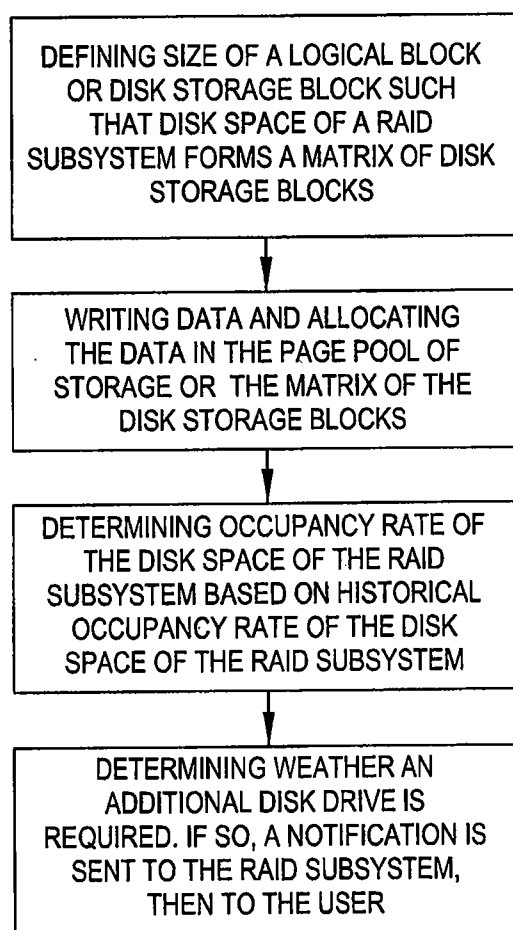 DEFINING SIZE OF A LOGICAL BLOCK
OR DISK STORAGE BLOCK SUCH
THAT DISK SPACE OF A RAID
SUBSYSTEM FORMS A MATRIX OF DISK
STORAGE BLOCKS
WRITING DATA AND ALLOCATING
THE DATA IN THE PAGE POOL OF
STORAGE OR THE MATRIX OF THE
DISK STORAGE BLOCKS
DETERMINING OCCUPANCY RATE OF
THE DISK SPACE OF THE RAID
SUBSYSTEM BASED ON HISTORICAL
OCCUPANCY RATE OF THE DISK
SPACE OF THE RAID SUBSYSTEM
DETERMINING WEATHER AN
ADDITIONAL DISK DRIVE IS
REQUIRED. IF SO, A NOTIFICATION IS
SENT TO THE RAID SUBSYSTEM,
THEN TO THE USER